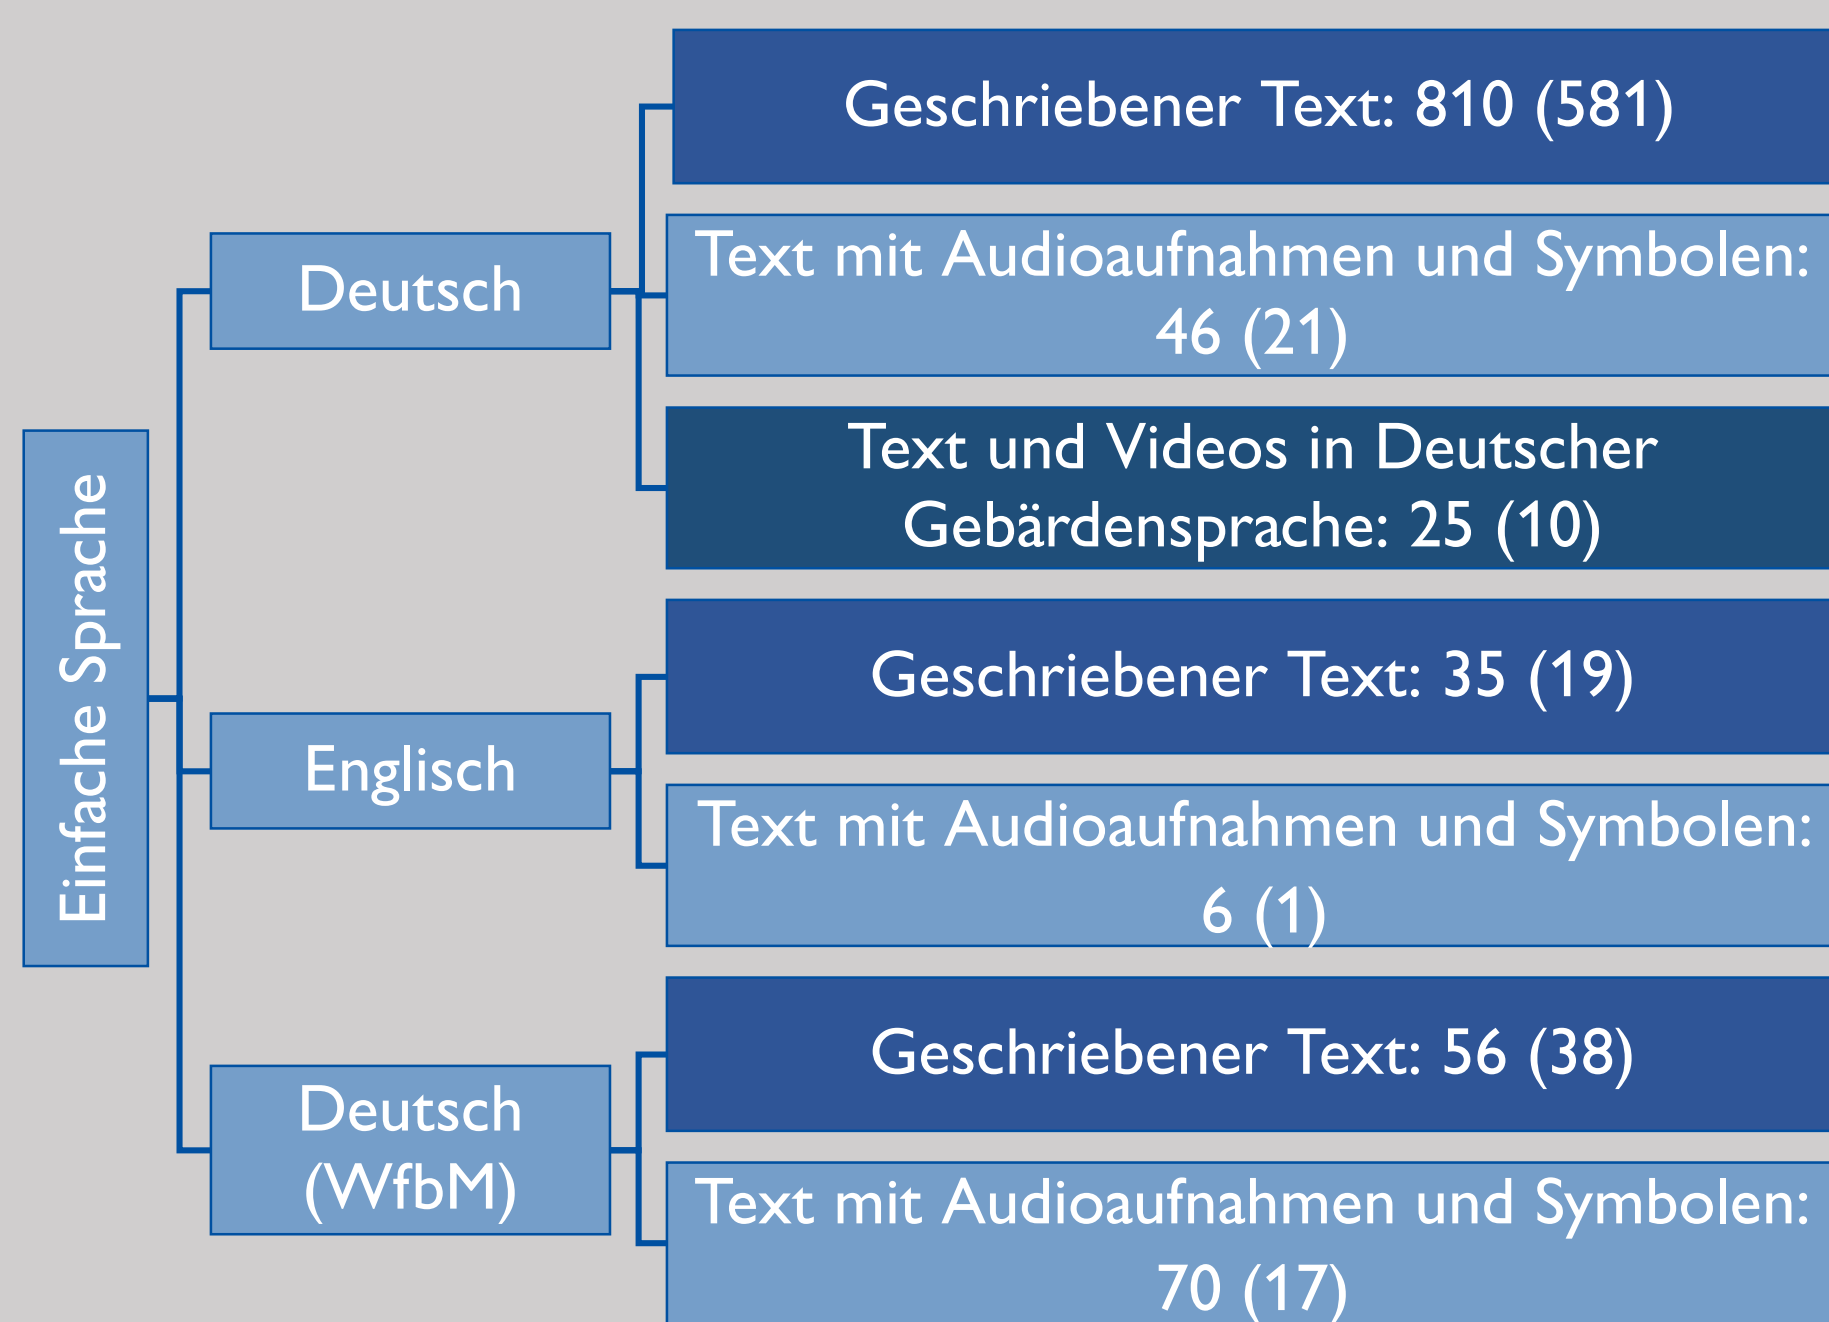 Einfache Sprache
Deutsch
Geschriebener Text: 810 (581)
Text mit Audioaufnahmen und Symbolen:
46 (21)
Text und Videos in Deutscher
Gebärdensprache: 25 (10)
Englisch
Geschriebener Text: 35 (19)
Text mit Audioaufnahmen und Symbolen:
6 (1)
Deutsch
(WfbM)
Geschriebener Text: 56 (38)
Text mit Audioaufnahmen und Symbolen:
70 (17)